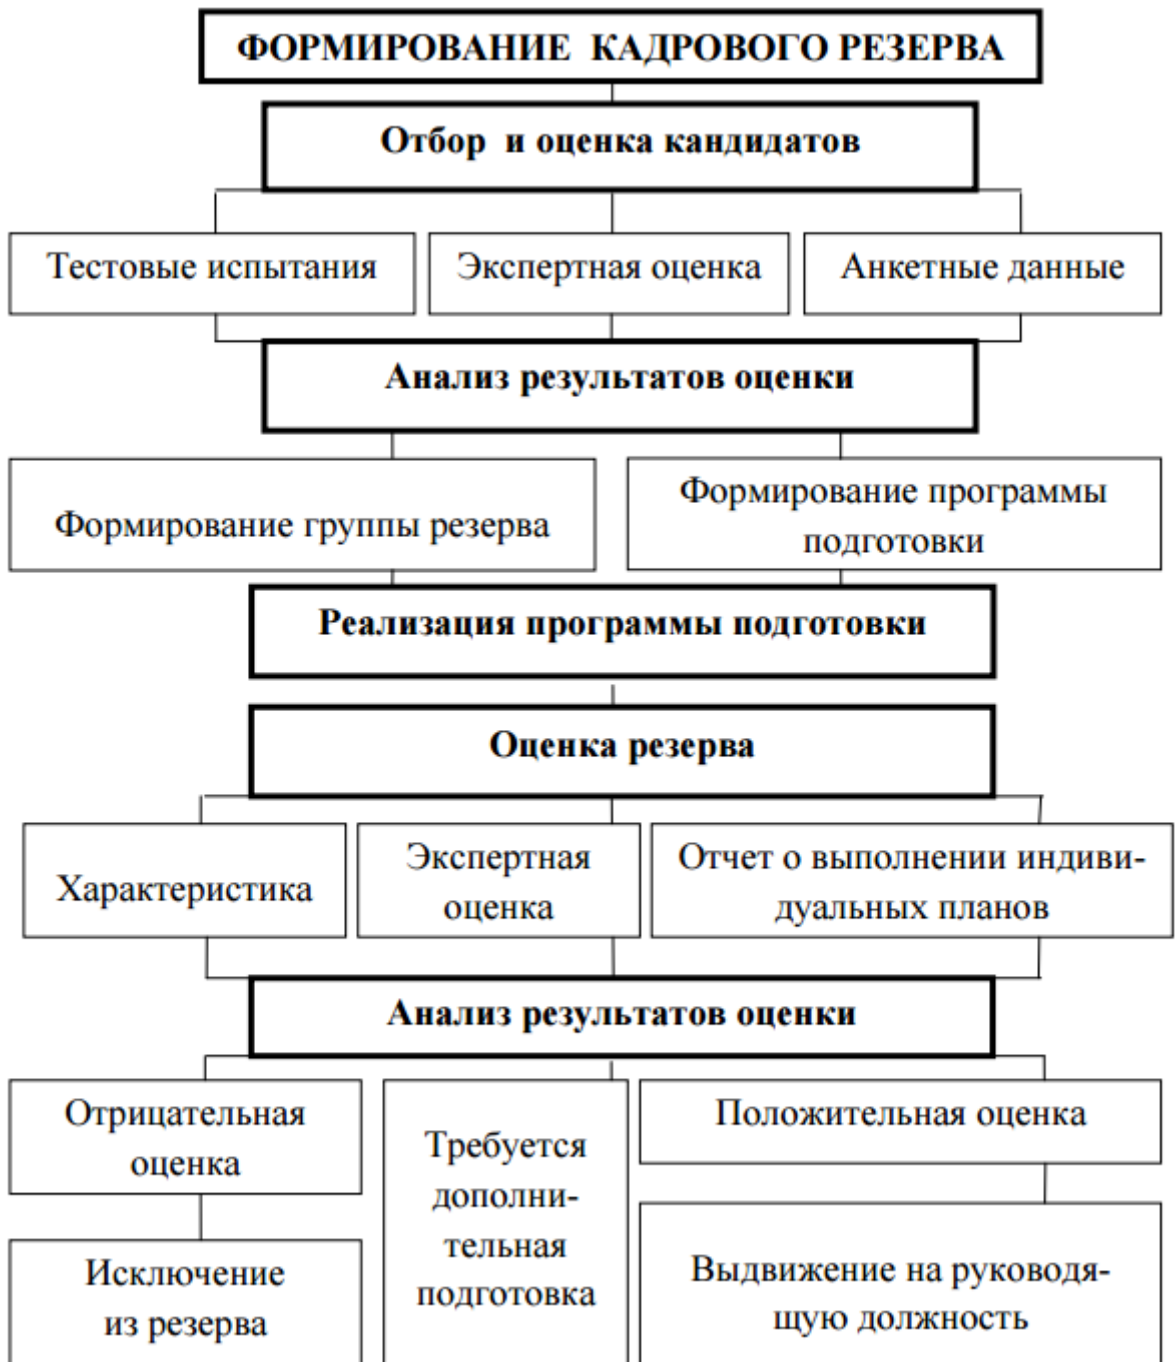 ФОРМИРОВАНИЕ КАДРОВОГО РЕЗЕРВА
Отбор и оценка кандидатов
Тестовые испытания
Экспертная оценка
Анкетные данные
Анализ результатов оценки
Формирование группы резерва
Формирование программы
подготовки
Реализация программы подготовки
Оценка резерва
Характеристика
Экспертная
оценка
Отчет о выполнении индиви-
дуальных планов
Анализ результатов оценки
Отрицательная
оценка
Исключение
из резерва
Требуется
дополни-
тельная
подготовка
Положительная оценка
Выдвижение на руководя-
щую должность